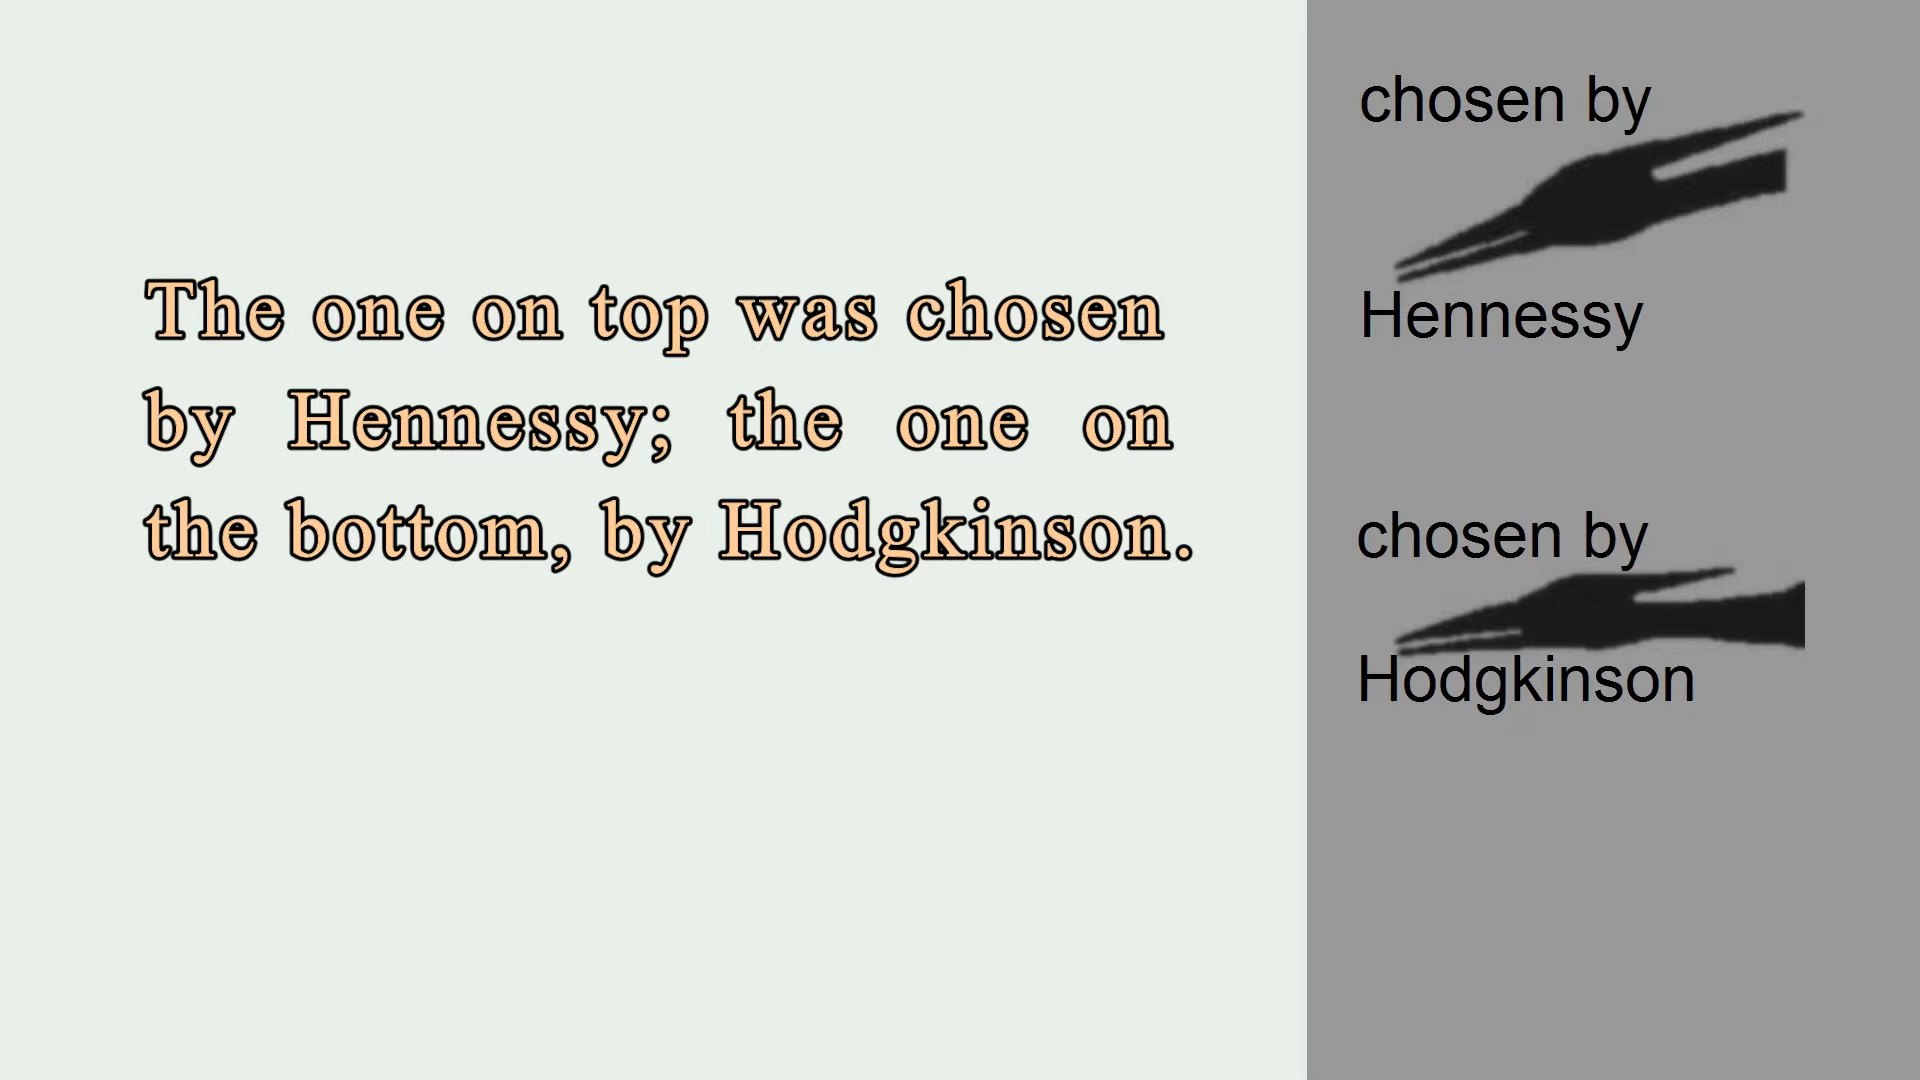 The one on top was chosen
by Hennessy; the one on
the bottom, by Hodgkinson.
chosen by
Hennessy
chosen by
Hodgkinson